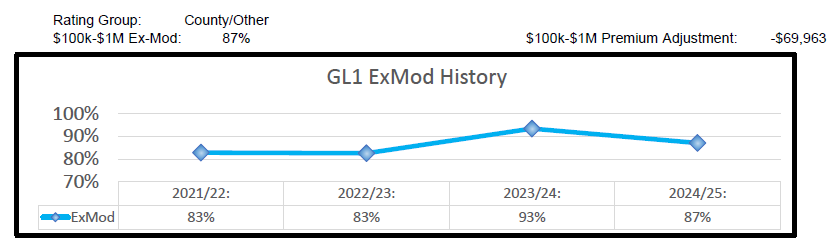 Rating Group: County/Other
$100k-$1M Ex-Mod: 87% $100k-$1M Premium Adjustment: -$69,963
GL1 ExMod History
100%
90%
80%
70%
2021/22: 2022/23: 2023/24: 2024/25:
ExMod 83% 83% 93% 87%